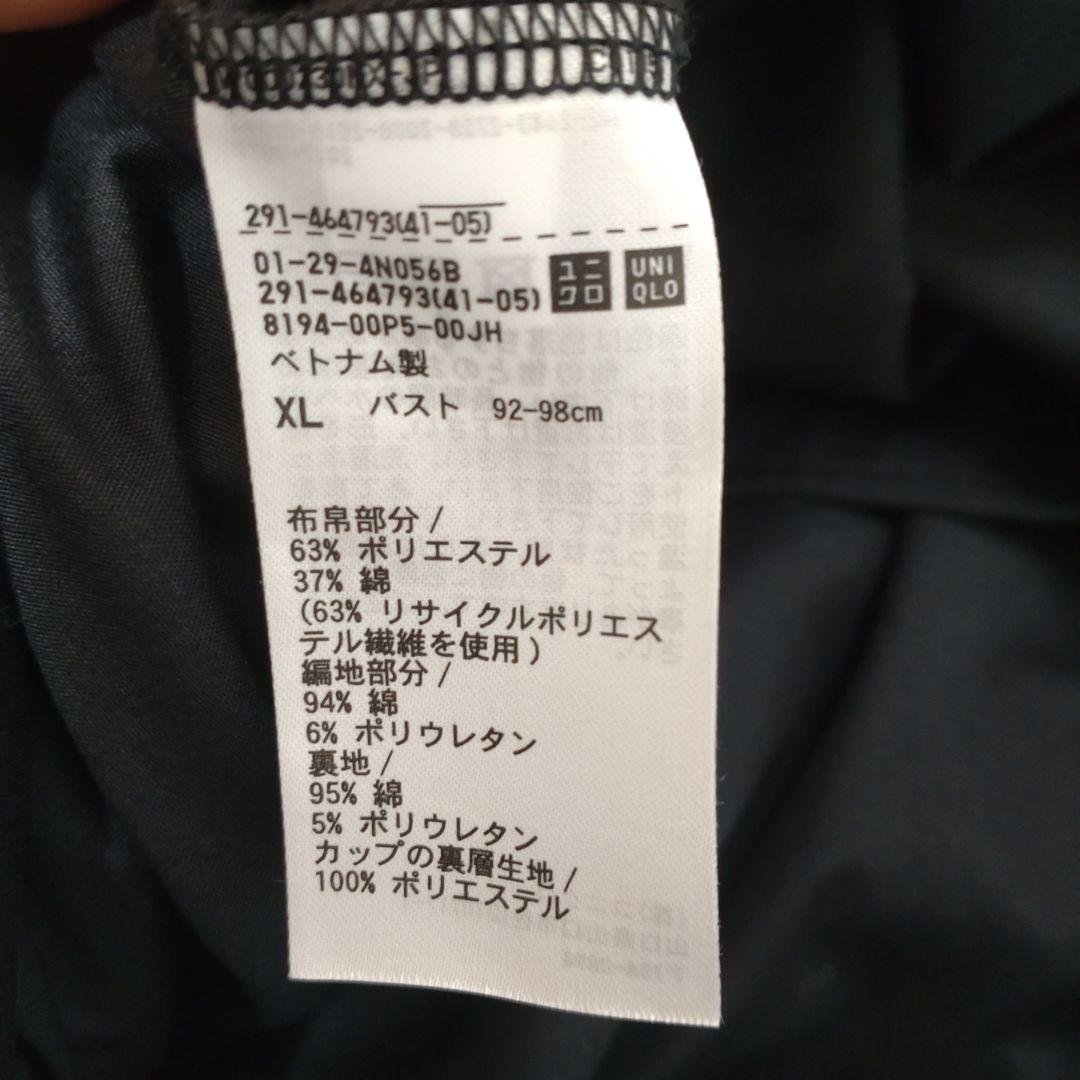 291-464793(41-05)
01-29-4N056B
291-464793(41-05)
ユニ
クロ
UNI
QLO
8194-00P5-00JH
ベトナム製
XL バスト 92-98cm
布帛部分/
63% ポリエステル
37% 綿
(63% リサイクルポリエス
テル繊維を使用)
編地部分/
94% 綿
6% ポリウレタン
裏地/
95% 綿
5% ポリウレタン
カップの裏層生地/
100% ポリエステル